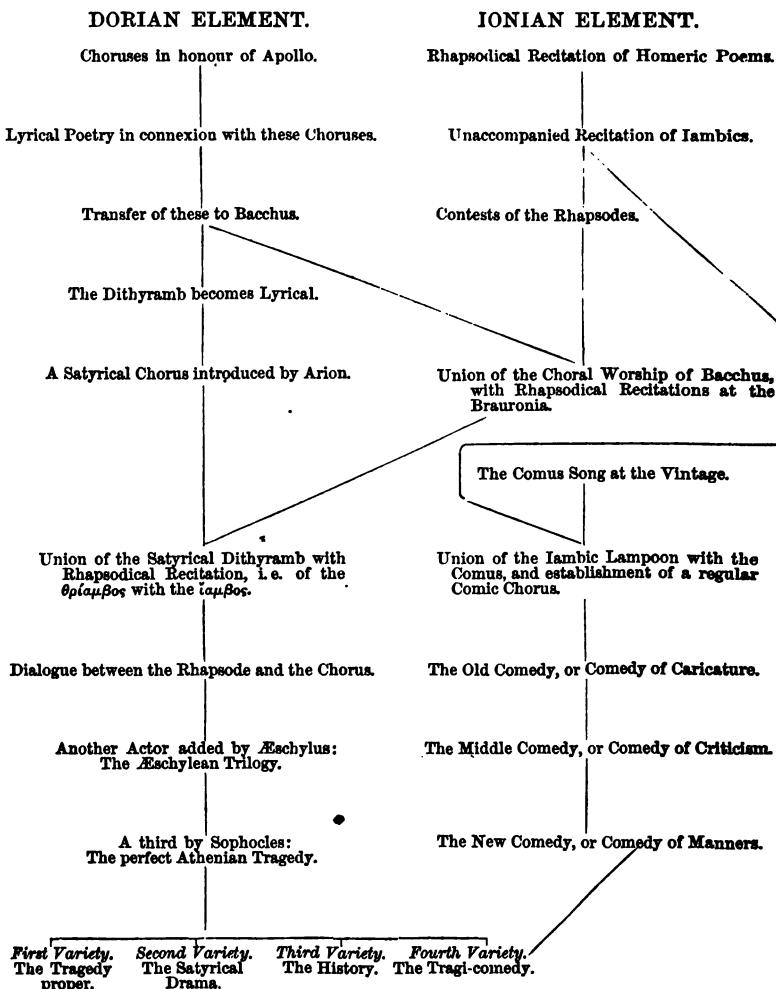 DORIAN ELEMENT.
Choruses in honour of Apollo.
Lyrical Poetry in connexion with these Choruses.
Transfer of these to Bacchus.
The Dithyramb becomes Lyrical.
A Satyrical Chorus introduced by Arion.
Union of the Satyrical Dithyramb with
Rhapsodical Recitation, i.e. of the
θρίαμβος with the ἴαμβος.
Dialogue between the Rhapsode and the Chorus.
Another Actor added by Æschylus:
The Æschylean Trilogy.
A third by Sophocles:
The perfect Athenian Tragedy.
IONIAN ELEMENT.
Rhapsodical Recitation of Homeric Poems.
Unaccompanied Recitation of Iambics.
Contests of the Rhapsodes.
Union of the Choral Worship of Bacchus,
with Rhapsodical Recitations at the
Brauronia.
The Comus Song at the Vintage.
Union of the Iambic Lampoon with the
Comus, and establishment of a regular
Comic Chorus.
The Old Comedy, or Comedy of Caricature.
The Middle Comedy, or Comedy of Criticism.
The New Comedy, or Comedy of Manners.
First Variety.
The Tragedy
proper.
Second Variety.
The Satyrical
Drama.
Third Variety.
The History.
Fourth Variety.
The Tragi-comedy.